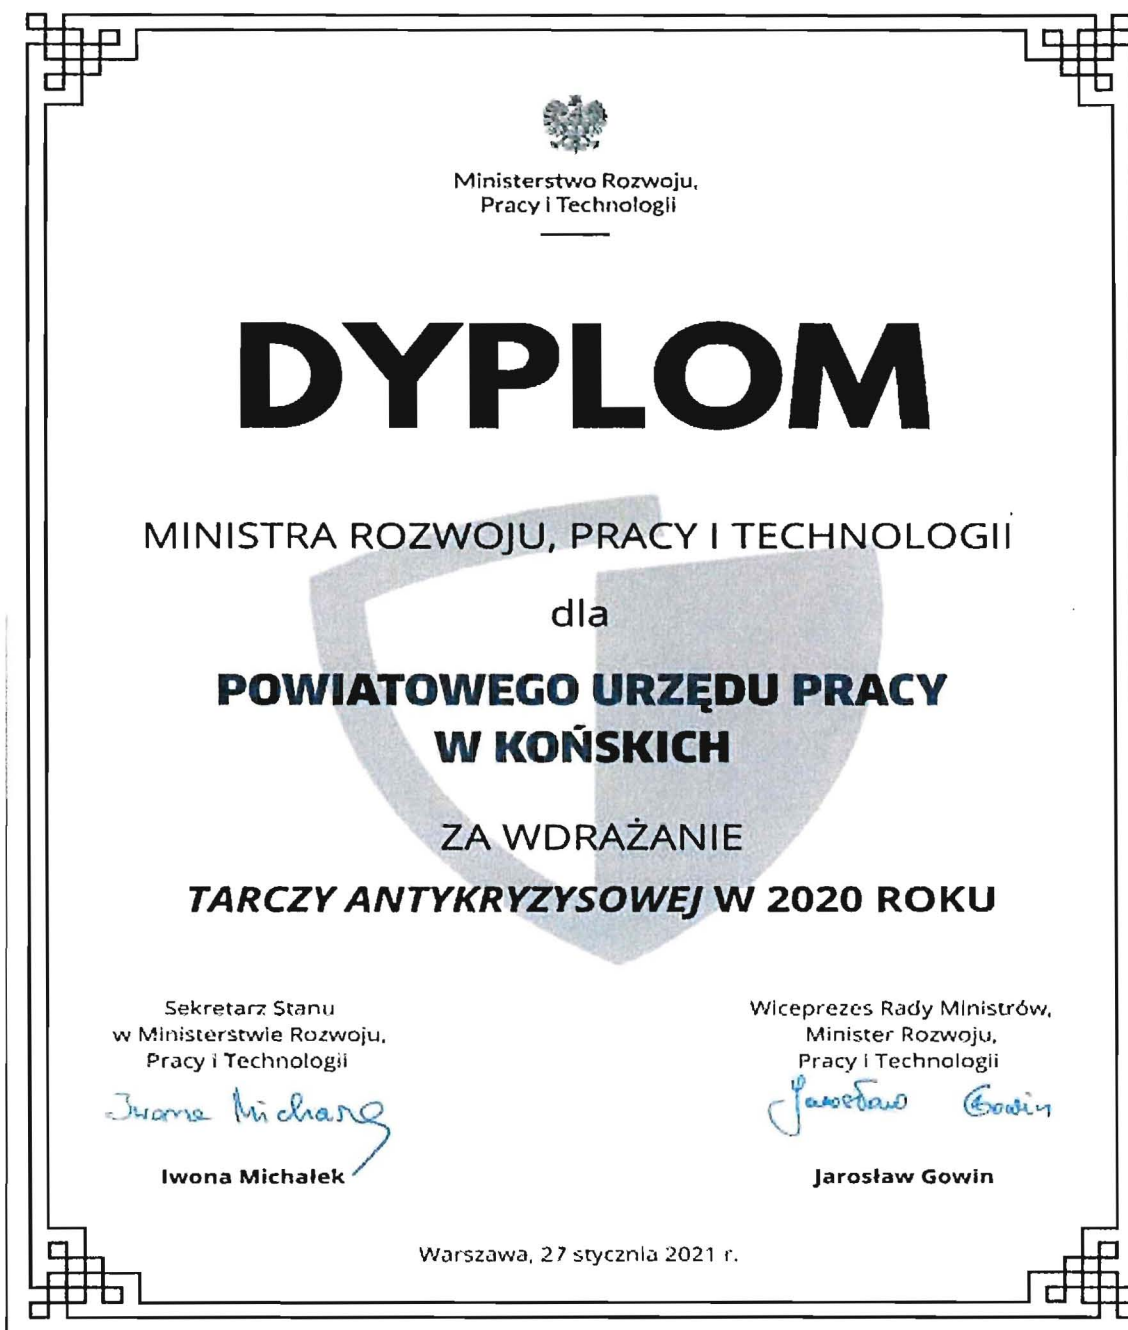 Ministerstwo Rozwoju,
Pracy i Technologii
DYPLOM
MINISTRA ROZWOJU, PRACY I TECHNOLOGII
dla
POWIATOWEGO URZĘDU PRACY
W KOŃSKICH
ZA WDRAŻANIE
TARCZY ANTYKRYZYSOWEJ W 2020 ROKU
Sekretarz Stanu
w Ministerstwie Rozwoju,
Pracy i Technologii
Iwona Michałek
Iwona Michałek
Wiceprezes Rady Ministrów,
Minister Rozwoju,
Pracy i Technologii
Jarosław Gowin
Jarosław Gowin
Warszawa, 27 stycznia 2021 r.